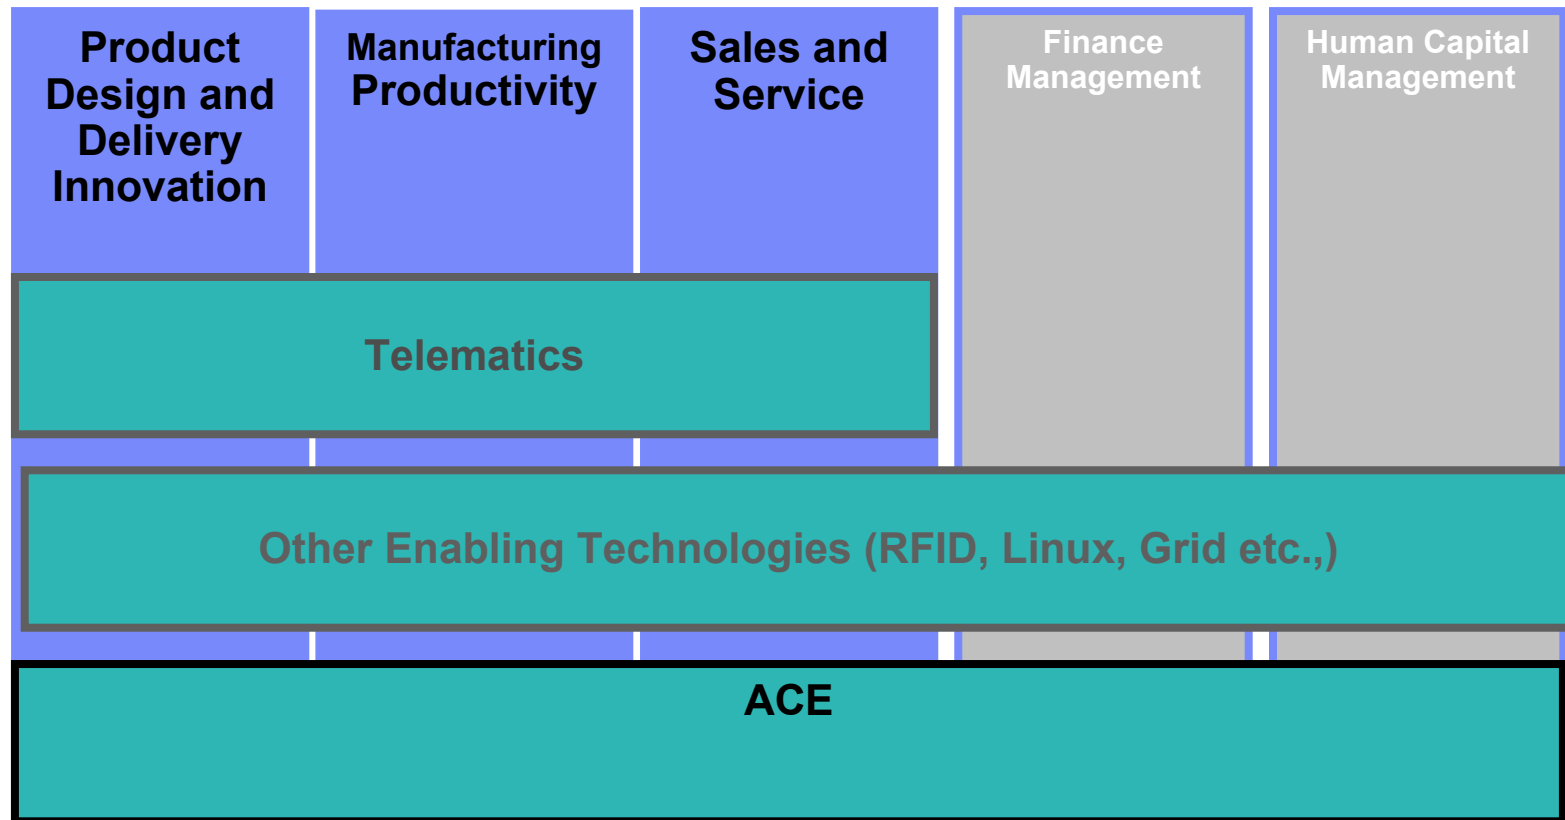 Product
Design and
Delivery
Innovation
Manufacturing
Productivity
Sales and
Service
Finance
Management
Human Capital
Management
Telematics
Other Enabling Technologies (RFID, Linux, Grid etc.,)
ACE